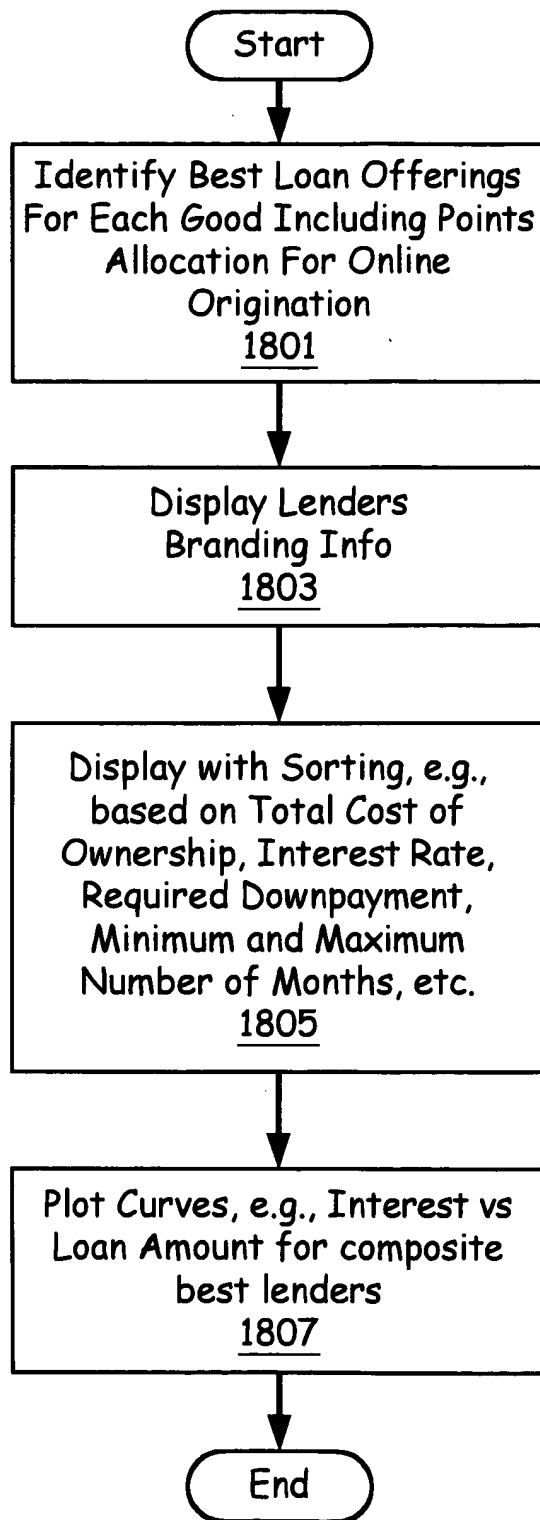 Start
Identify Best Loan Offerings
For Each Good Including Points
Allocation For Online
Origination
1801
Display Lenders
Branding Info
1803
Display with Sorting, e.g.,
based on Total Cost of
Ownership, Interest Rate,
Required Downpayment,
Minimum and Maximum
Number of Months, etc.
1805
Plot Curves, e.g., Interest vs
Loan Amount for composite
best lenders
1807
End